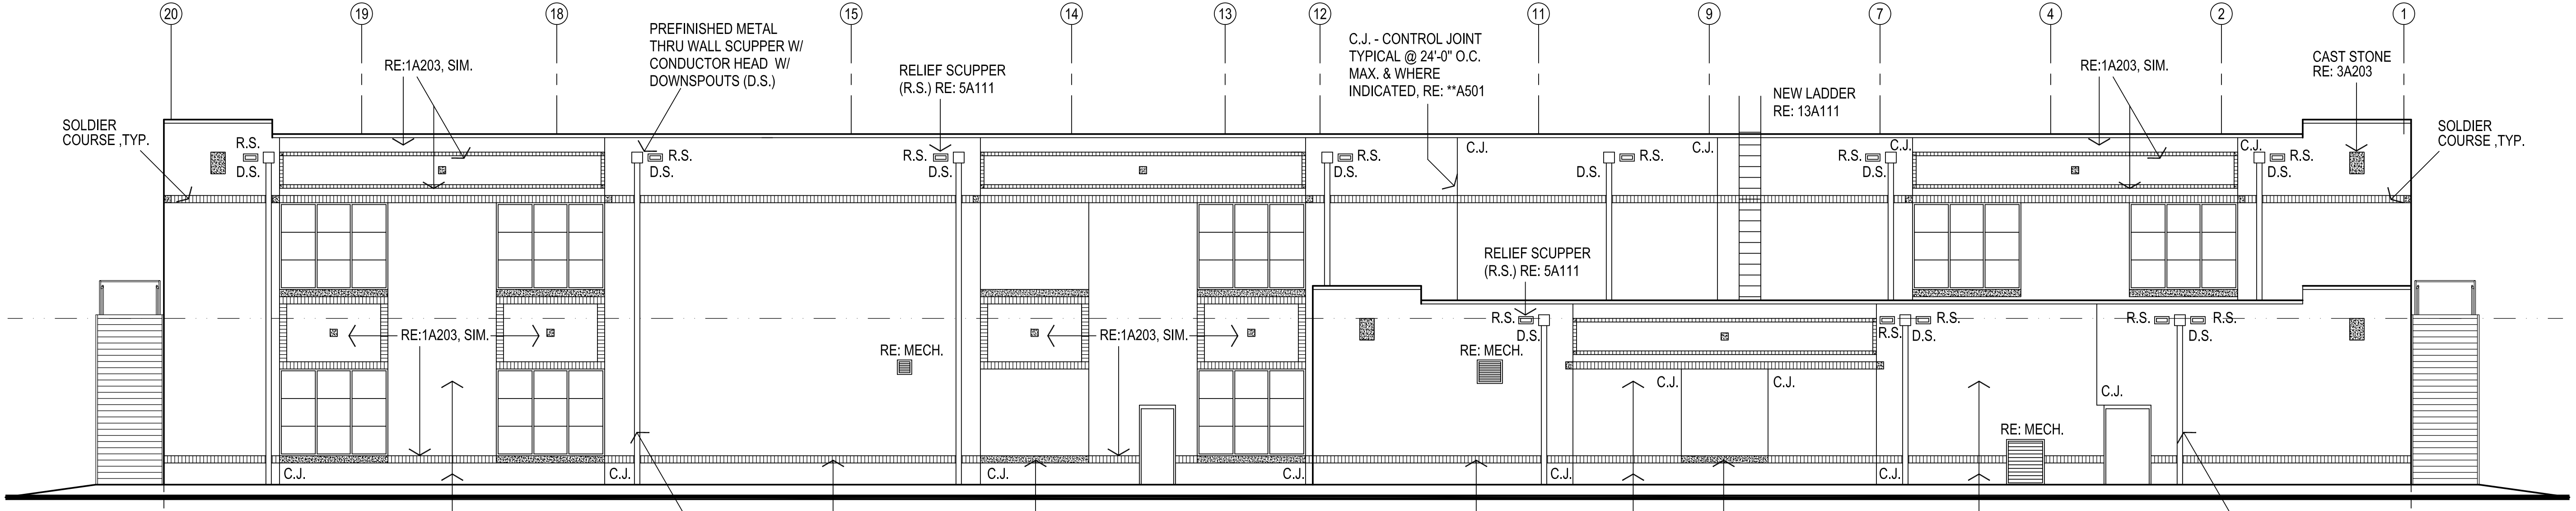 20 19 18 15 14 13 12 11 9 7 4 2 1
PREFINISHED METAL
THRU WALL SCUPPER W/
CONDUCTOR HEAD W/
DOWNSPOUTS (D.S.)
RE:1A203, SIM.
RELIEF SCUPPER
(R.S.) RE: 5A111
C.J. - CONTROL JOINT
TYPICAL @ 24'-0" O.C.
MAX. & WHERE
INDICATED, RE: **A501
NEW LADDER
RE: 13A111
RE:1A203, SIM.
CAST STONE
RE: 3A203
SOLDIER
COURSE ,TYP.
SOLDIER
COURSE ,TYP.
R.S.
D.S.
R.S.
D.S.
R.S.
D.S.
R.S.
D.S.
C.J.
D.S.
R.S.
C.J.
R.S.
D.S.
C.J.
C.J.
R.S.
D.S.
RELIEF SCUPPER
(R.S.) RE: 5A111
RE:1A203, SIM.
RE:1A203, SIM.
R.S.
D.S.
R.S.
D.S.
R.S.
R.S.
D.S.
R.S.
RE: MECH.
RE: MECH.
C.J.
C.J.
C.J.
RE: MECH.
C.J.
C.J.
C.J.
C.J.
C.J.
C.J.